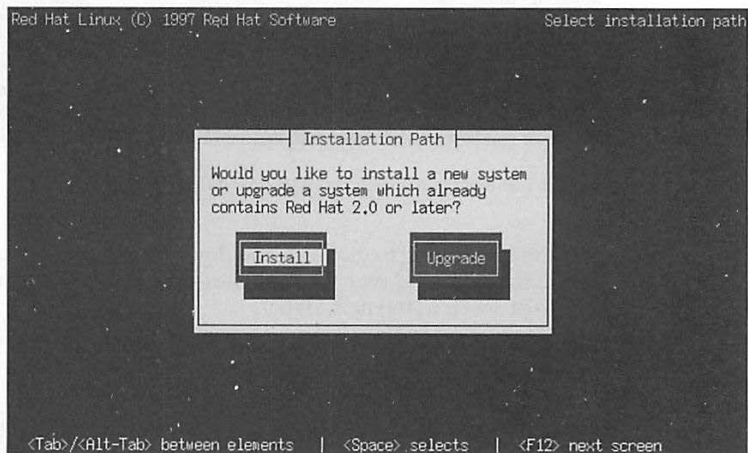 Red Hat Linux (C) 1997 Red Hat Software
Select installation path
Installation Path
Would you like to install a new system
or upgrade a system which already
contains Red Hat 2.0 or later?
Install
Upgrade
<Tab>/<Alt-Tab> between elements | <Space> selects | <F12> next screen